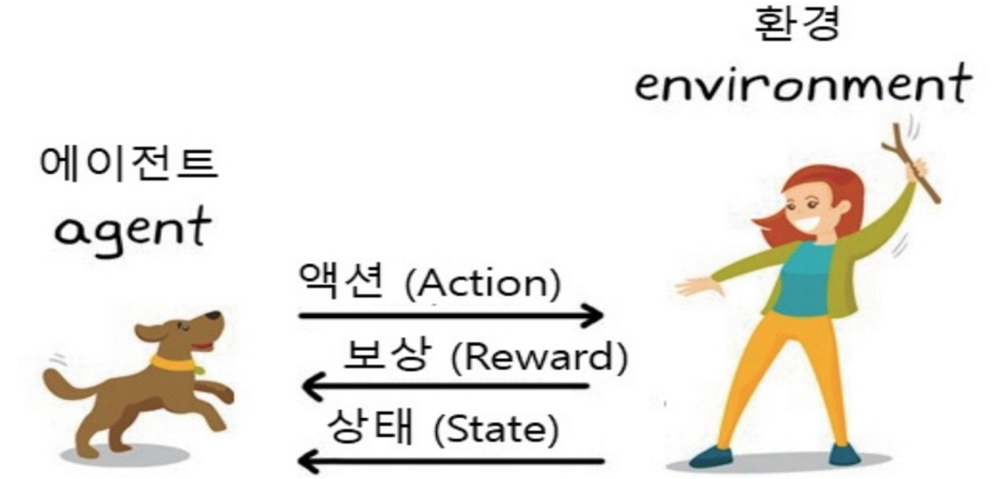 환경
environment
에이전트
agent
액션 (Action)
보상 (Reward)
상태 (State)